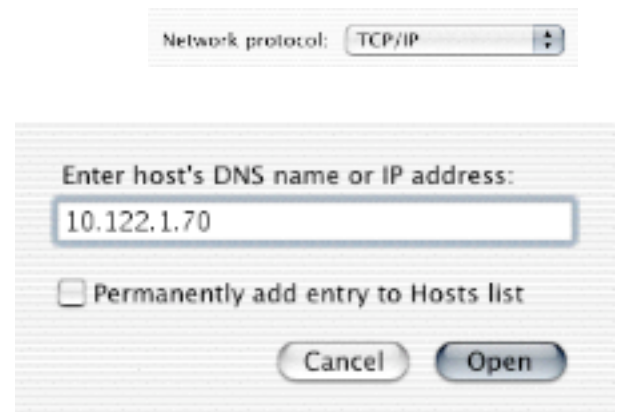 Network protocol: TCP/IP
Enter host's DNS name or IP address:
10.122.1.70
Permanently add entry to Hosts list
Cancel Open